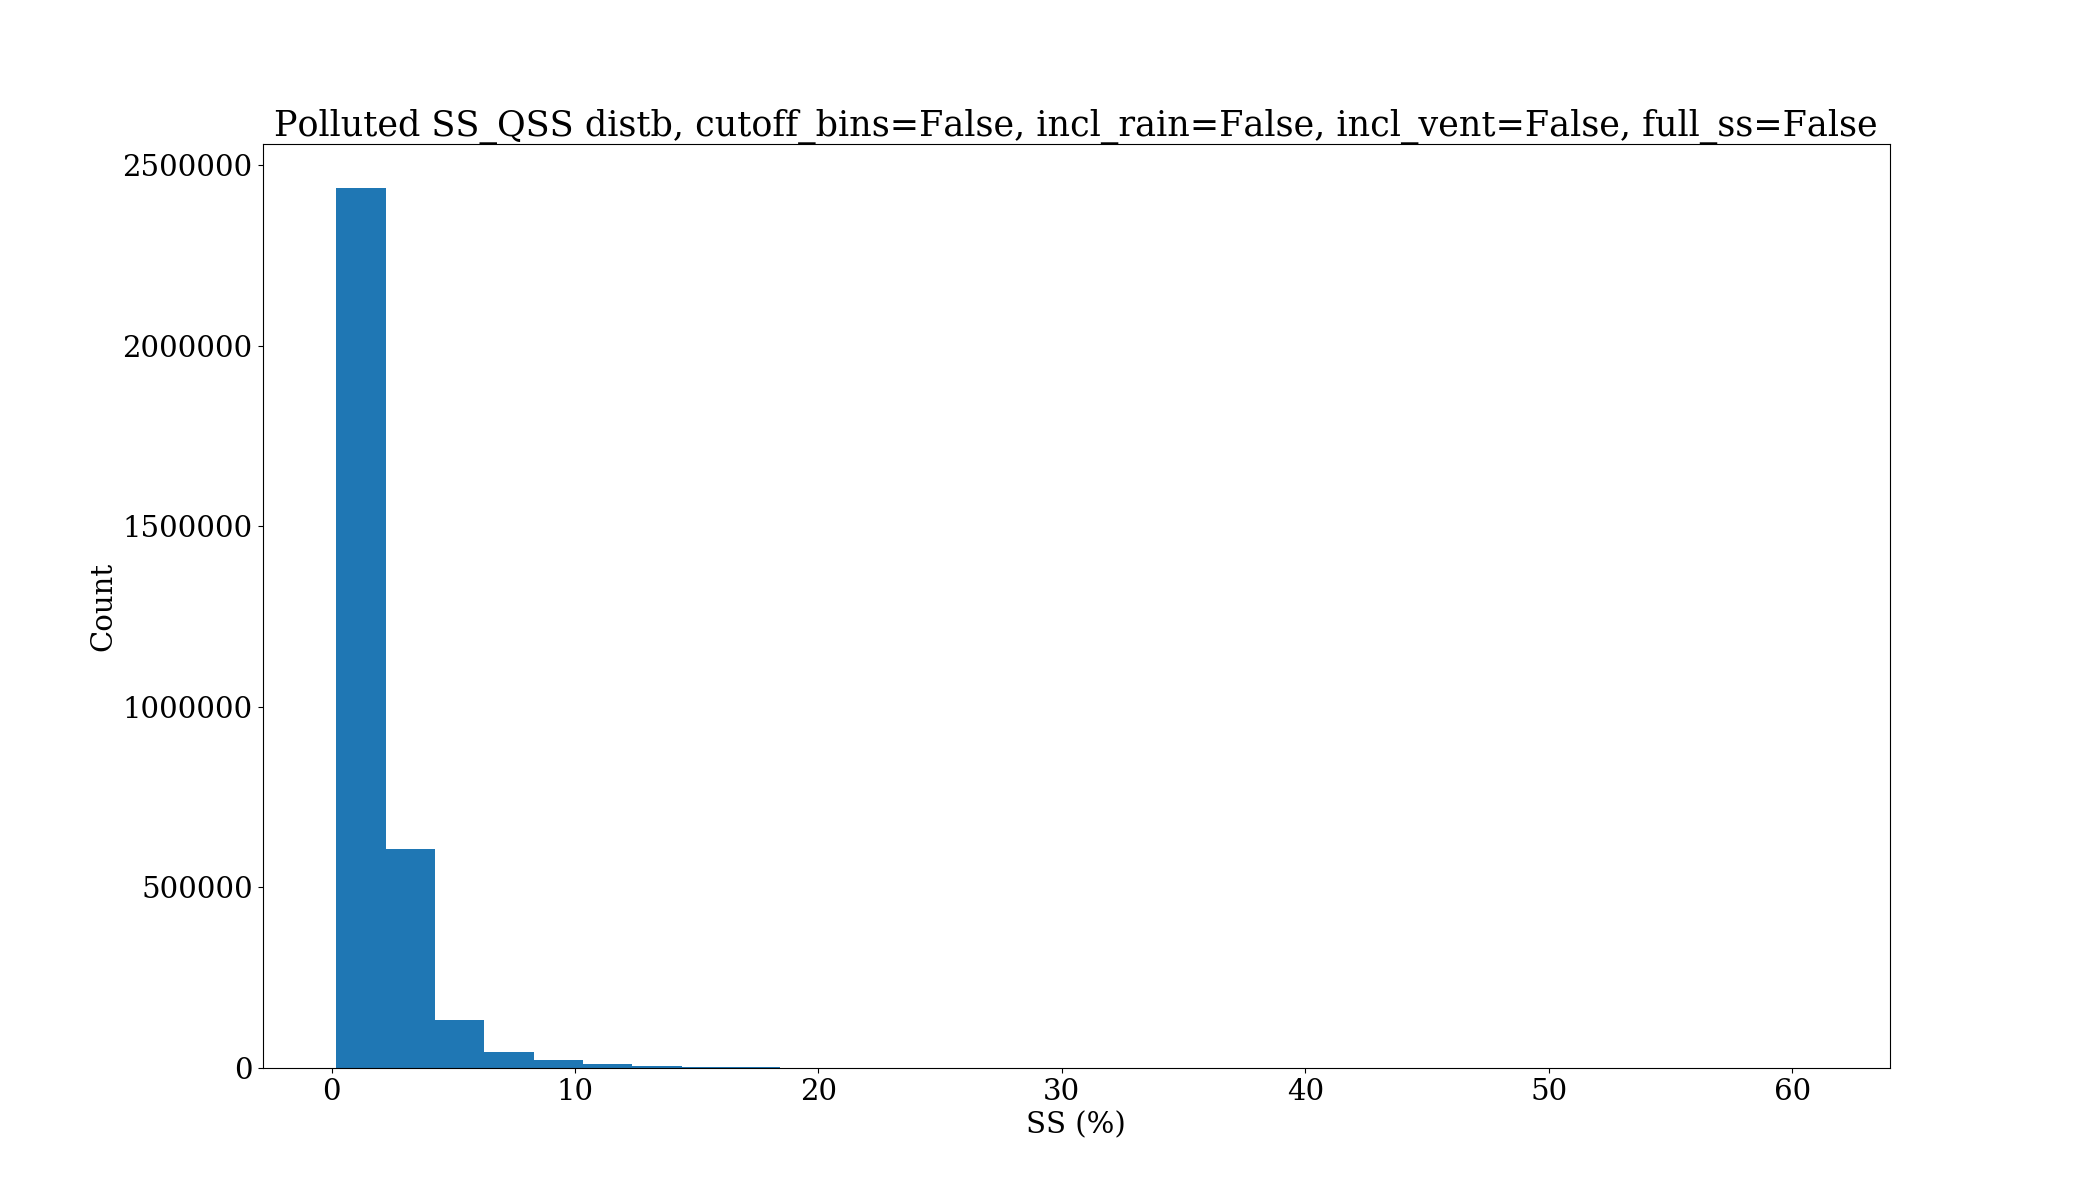 Polluted SS_QSS distb, cutoff_bins=False, incl_rain=False, incl_vent=False, full_ss=False
2500000
2000000
1500000
1000000
500000
0
Count
0 10 20 30 40 50 60
SS (%)